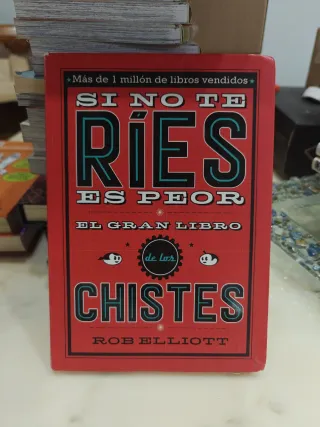 Más de 1 millón de libros vendidos
SI NO TE
RÍES
ES PEOR
EL GRAN LIBRO
de los
CHISTES
ROB ELLIOTT